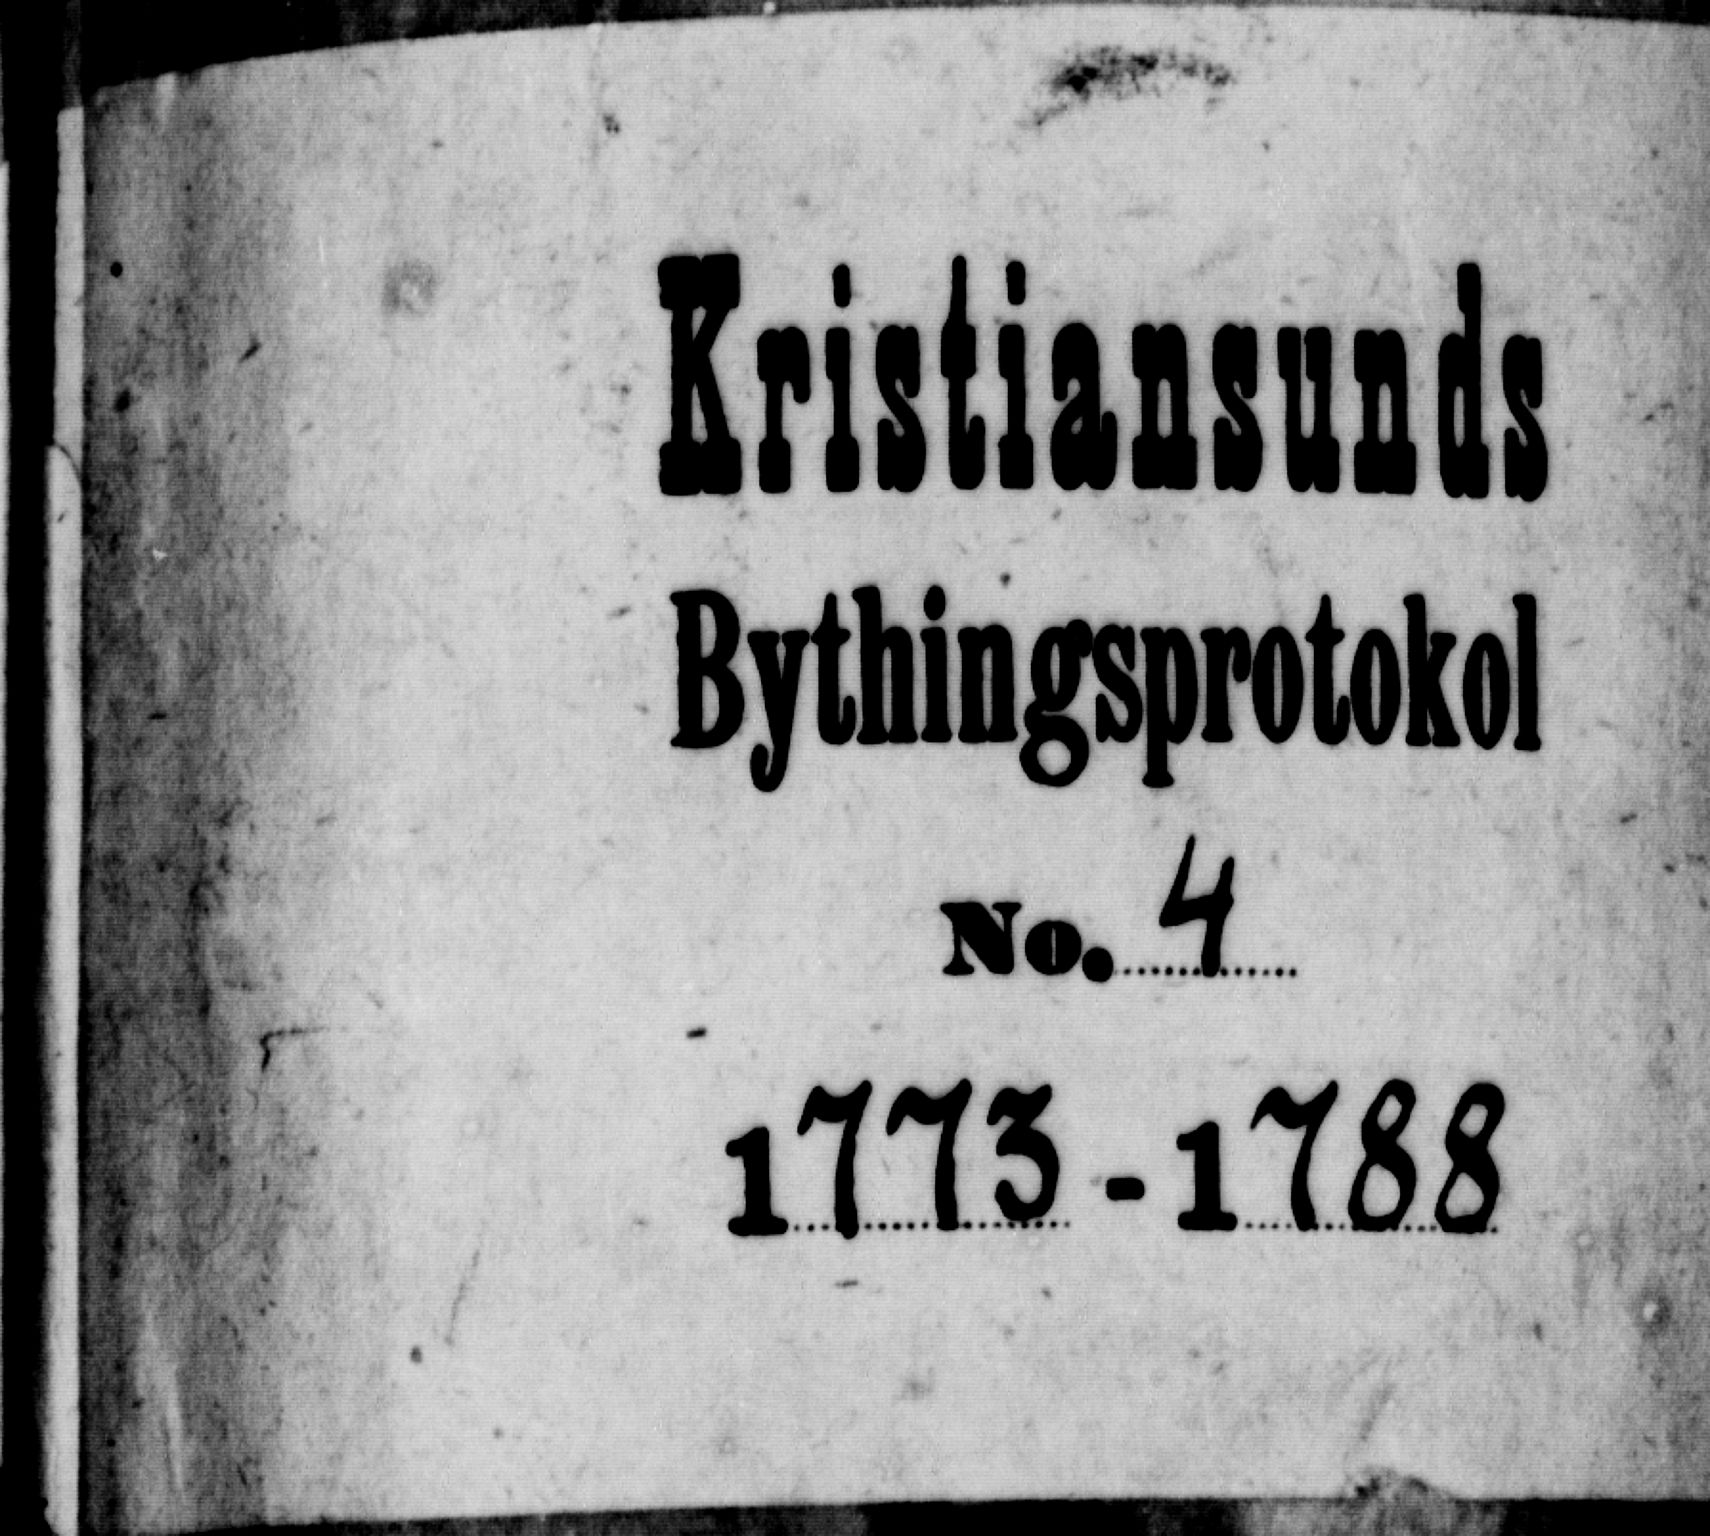 Kristiansunds
Bythingsprotokol
No. 4
1773 - 1788